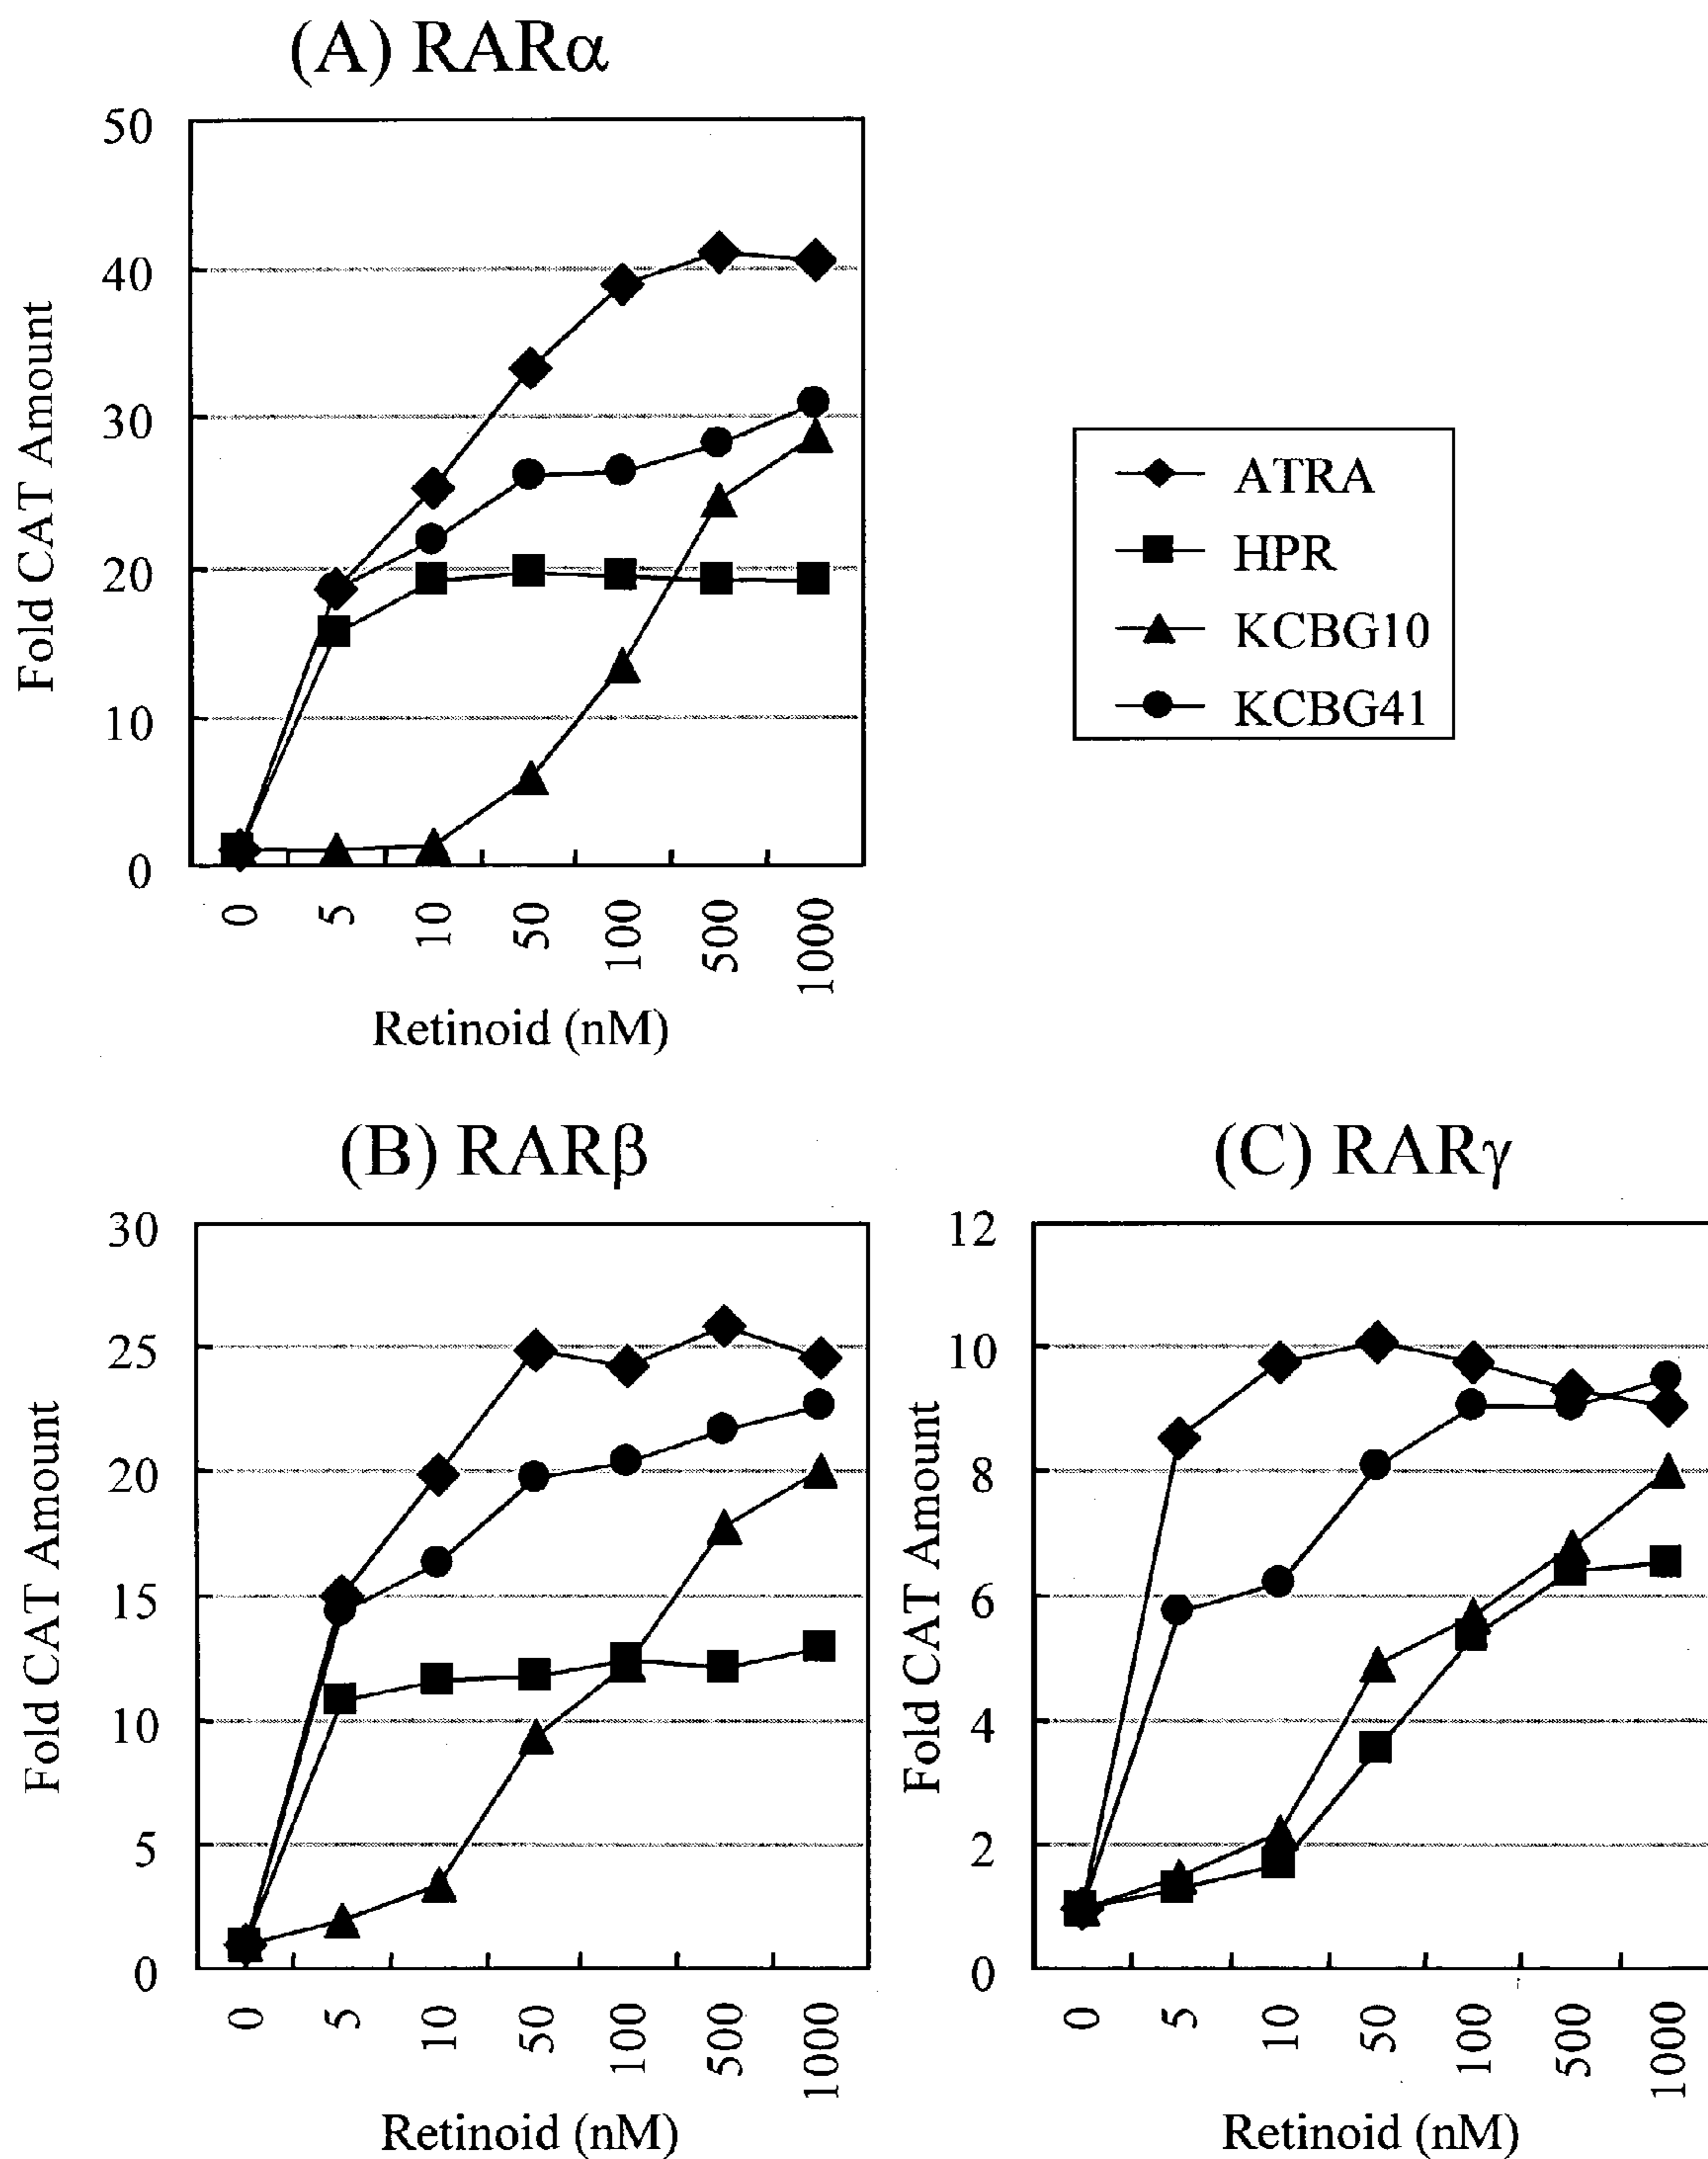 (A) RARα
50
40
30
20
10
0
Fold CAT Amount
0 5 10 50 100 500 1000
Retinoid (nM)
ATRA
HPR
KCBG10
KCBG41
(B) RARβ
30
25
20
15
10
5
0
Fold CAT Amount
0 5 10 50 100 500 1000
Retinoid (nM)
(C) RARγ
12
10
8
6
4
2
0
Fold CAT Amount
0 5 10 50 100 500 1000
Retinoid (nM)